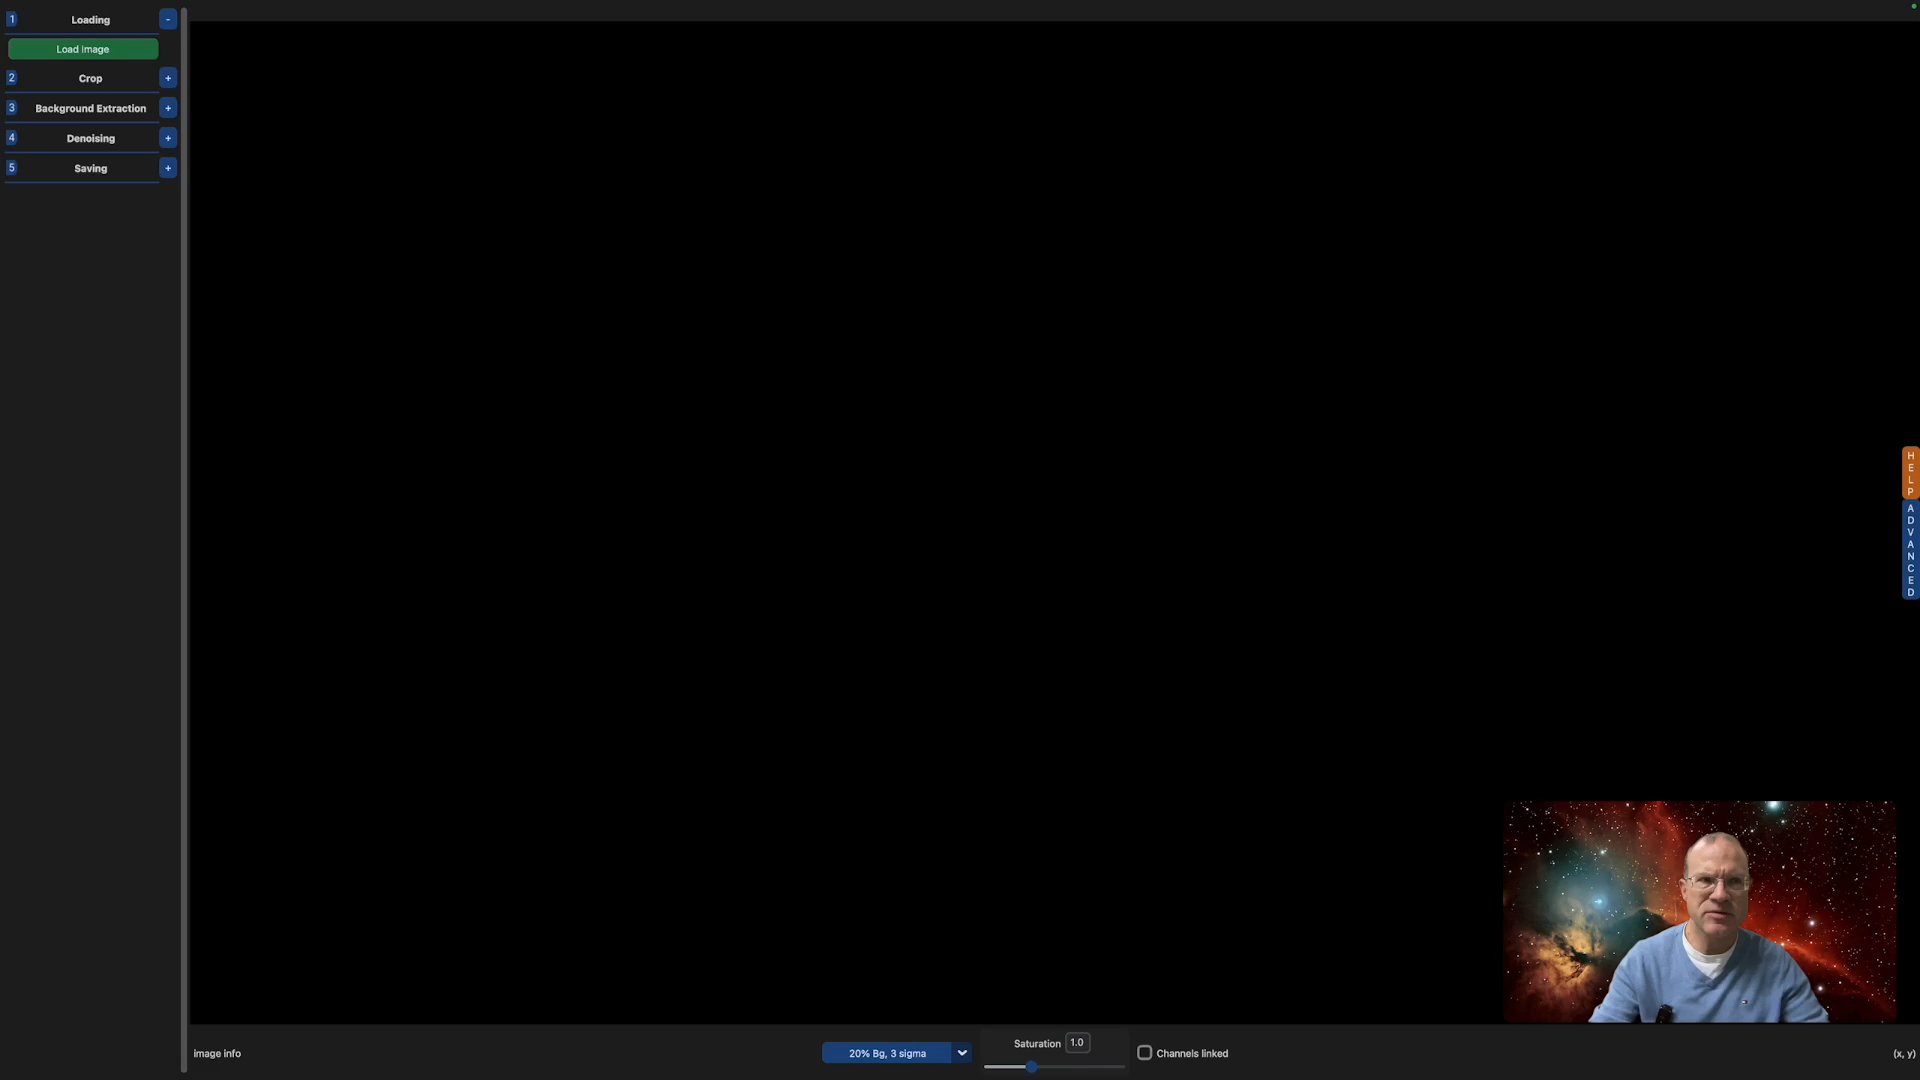 1 Loading -
Load Image
2 Crop +
3 Background Extraction +
4 Denoising +
5 Saving +
HELP
ADVANCED
image info
20% Bg, 3 sigma
Saturation 1.0
Channels linked
(x, y)